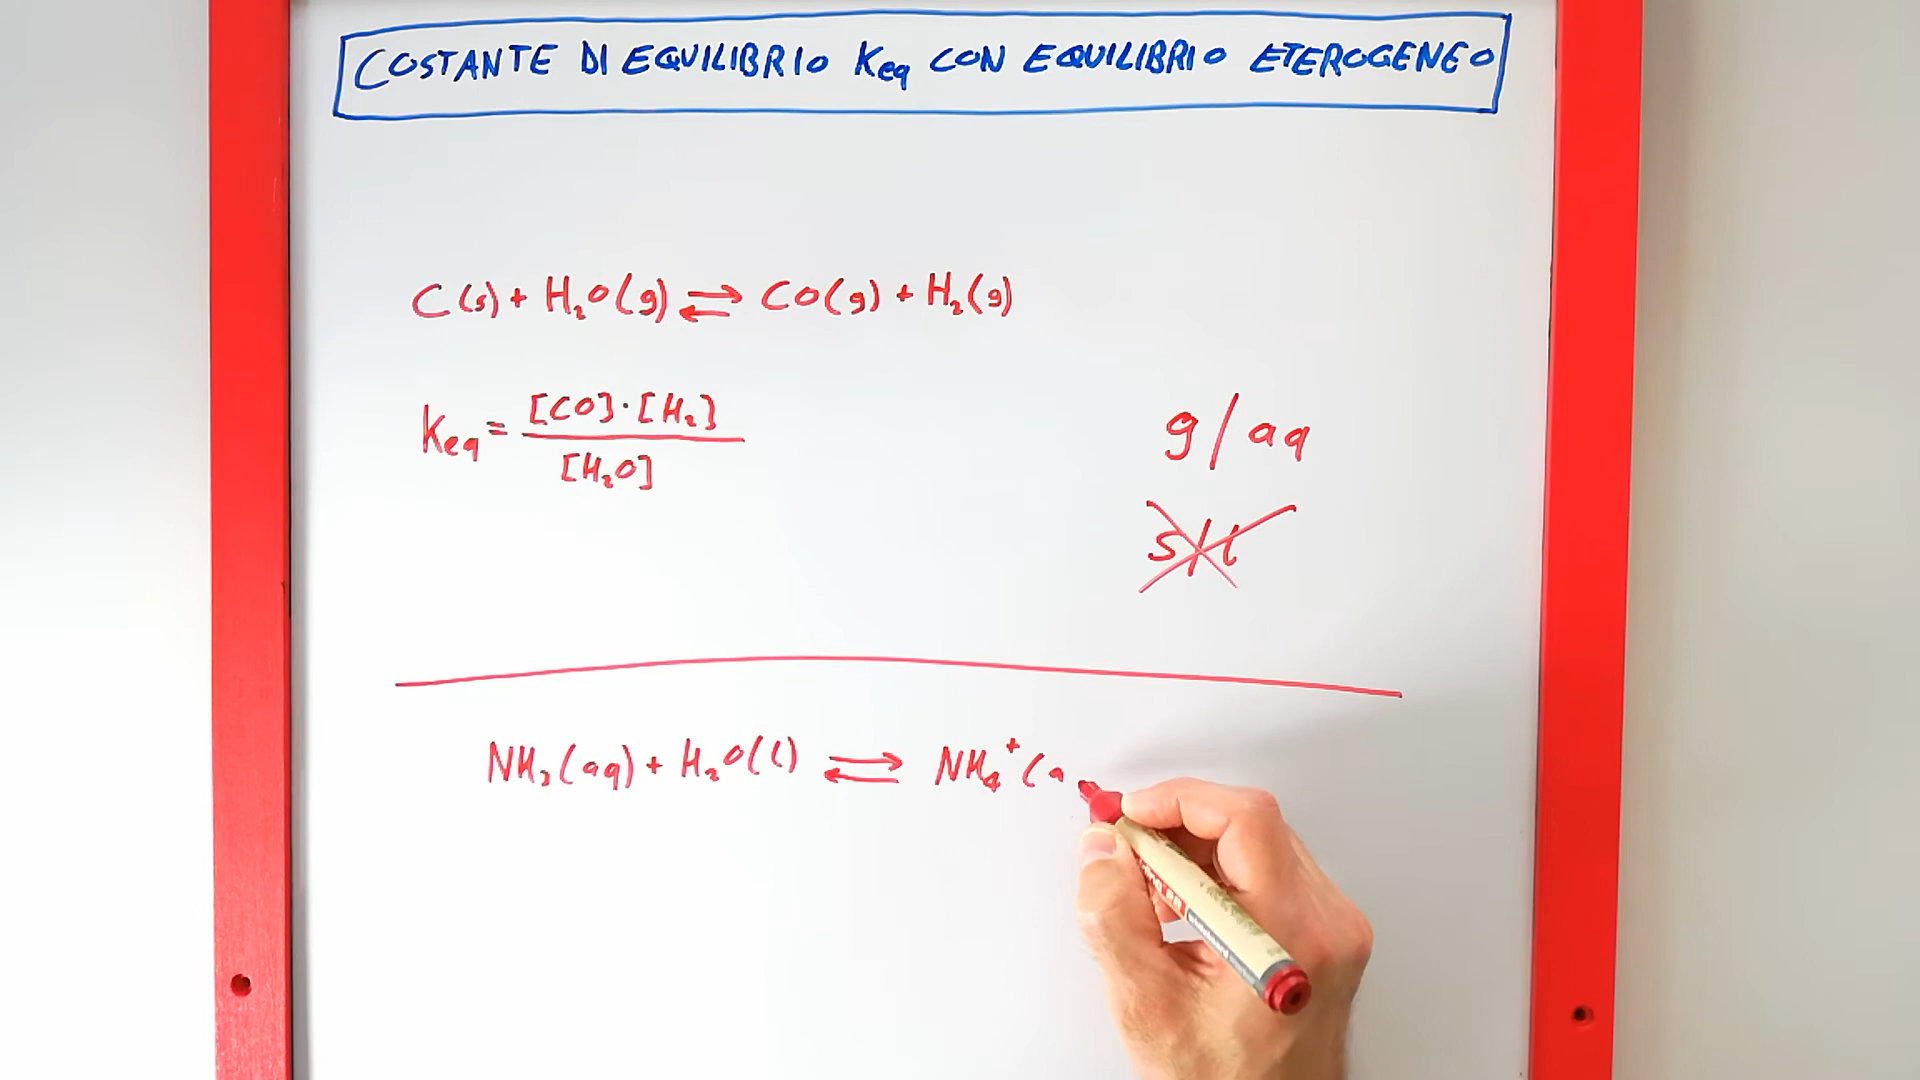 COSTANTE DI EQUILIBRIO Keq CON EQUILIBRIO ETEROGENEO
C(s) + H₂O(g) ⇌ CO(g) + H₂(g)
Keq = [CO]·[H₂] / [H₂O]
g/aq
s/l
NH₃(aq) + H₂O(l) ⇌ NH₄⁺(a